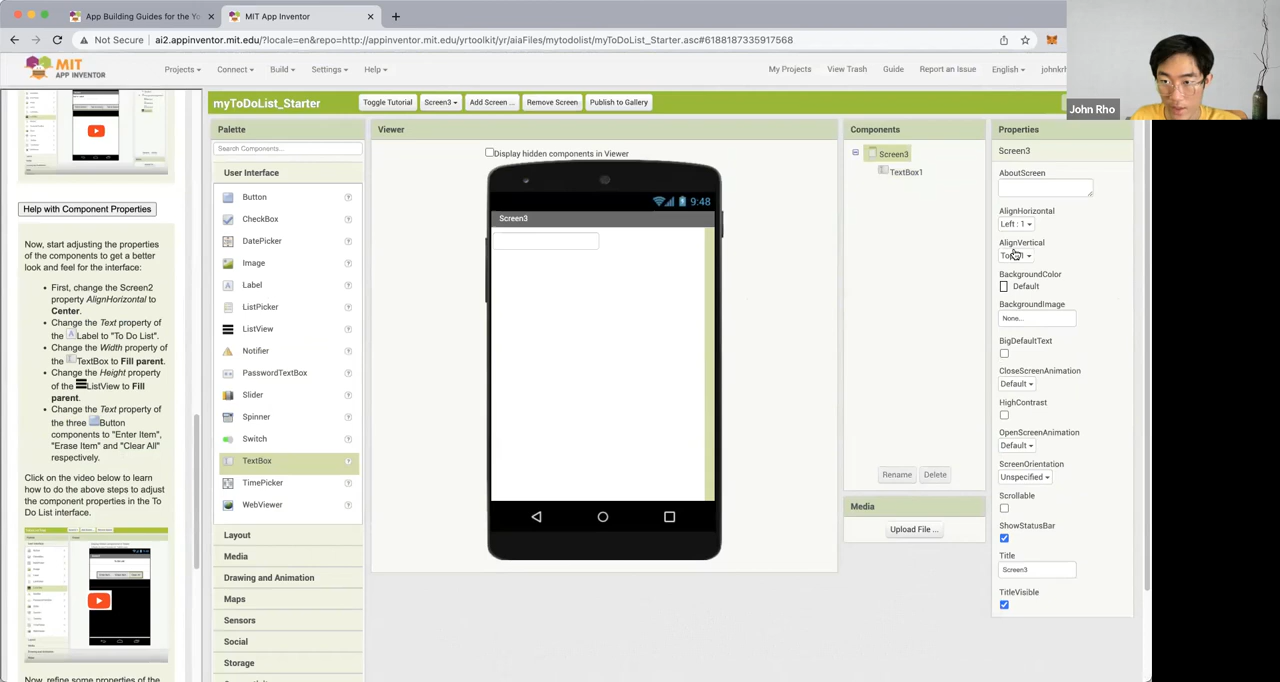 App Building Guides for the Yo
MIT App Inventor
Not Secure
ai2.appinventor.mit.edu/?locale=en&repo=http://appinventor.mit.edu/yrtoolkit/yr/aiaFiles/mytodolist/myToDoList_Starter.asc#6188187335917568
MIT
APP INVENTOR
Projects
Connect
Build
Settings
Help
My Projects
View Trash
Guide
Report an Issue
English
johnkrh
John Rho
myToDoList_Starter
Toggle Tutorial
Screen3
Add Screen ...
Remove Screen
Publish to Gallery
Help with Component Properties
Now, start adjusting the properties
of the components to get a better
look and feel for the interface:
• First, change the Screen2
property AlignHorizontal to
Center.
• Change the Text property of
the Label to "To Do List".
• Change the Width property of
the TextBox to Fill parent.
• Change the Height property
of the ListView to Fill
parent.
• Change the Text property of
the three Button
components to "Enter Item",
"Erase Item" and "Clear All"
respectively.
Click on the video below to learn
how to do the above steps to adjust
the component properties in the To
Do List interface.
Now, refine some properties of the
Palette
Search Components...
User Interface
Button
CheckBox
DatePicker
Image
Label
ListPicker
ListView
Notifier
PasswordTextBox
Slider
Spinner
Switch
TextBox
TimePicker
WebViewer
Layout
Media
Drawing and Animation
Maps
Sensors
Social
Storage
Viewer
Display hidden components in Viewer
9:48
Screen3
Components
Screen3
TextBox1
Rename
Delete
Media
Upload File ...
Properties
Screen3
AboutScreen
AlignHorizontal
Left : 1
AlignVertical
BackgroundColor
Default
BackgroundImage
None...
BigDefaultText
CloseScreenAnimation
Default
HighContrast
OpenScreenAnimation
Default
ScreenOrientation
Unspecified
Scrollable
ShowStatusBar
Title
Screen3
TitleVisible